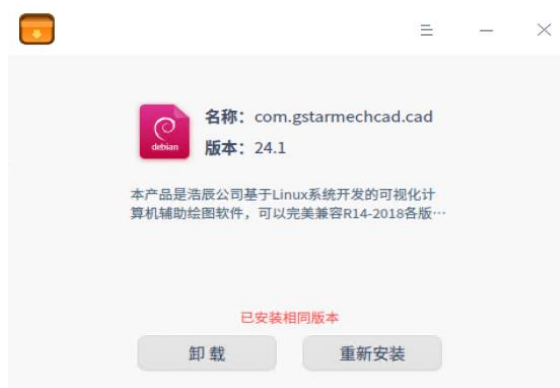 debian
名称：com.gstarmechcad.cad
版本：24.1
本产品是浩辰公司基于Linux系统开发的可视化计
算机辅助绘图软件，可以完美兼容R14-2018各版…
已安装相同版本
卸载
重新安装